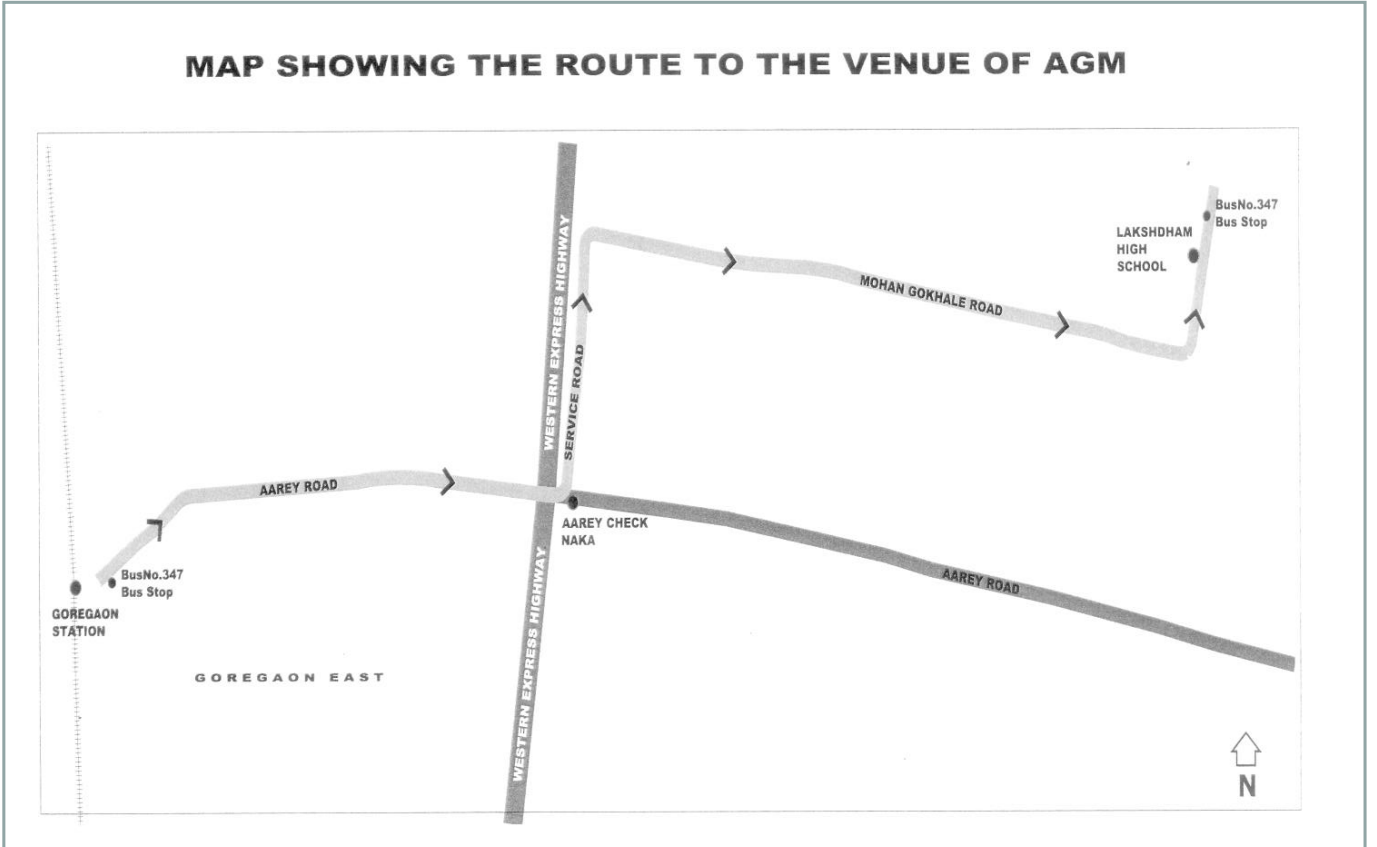 MAP SHOWING THE ROUTE TO THE VENUE OF AGM
BusNo.347
Bus Stop
LAKSHDHAM
HIGH
SCHOOL
WESTERN EXPRESS HIGHWAY
MOHAN GOKHALE ROAD
SERVICE ROAD
AAREY ROAD
AAREY CHECK
NAKA
BusNo.347
Bus Stop
GOREGAON
STATION
AAREY ROAD
WESTERN EXPRESS HIGHWAY
GOREGAON EAST
N